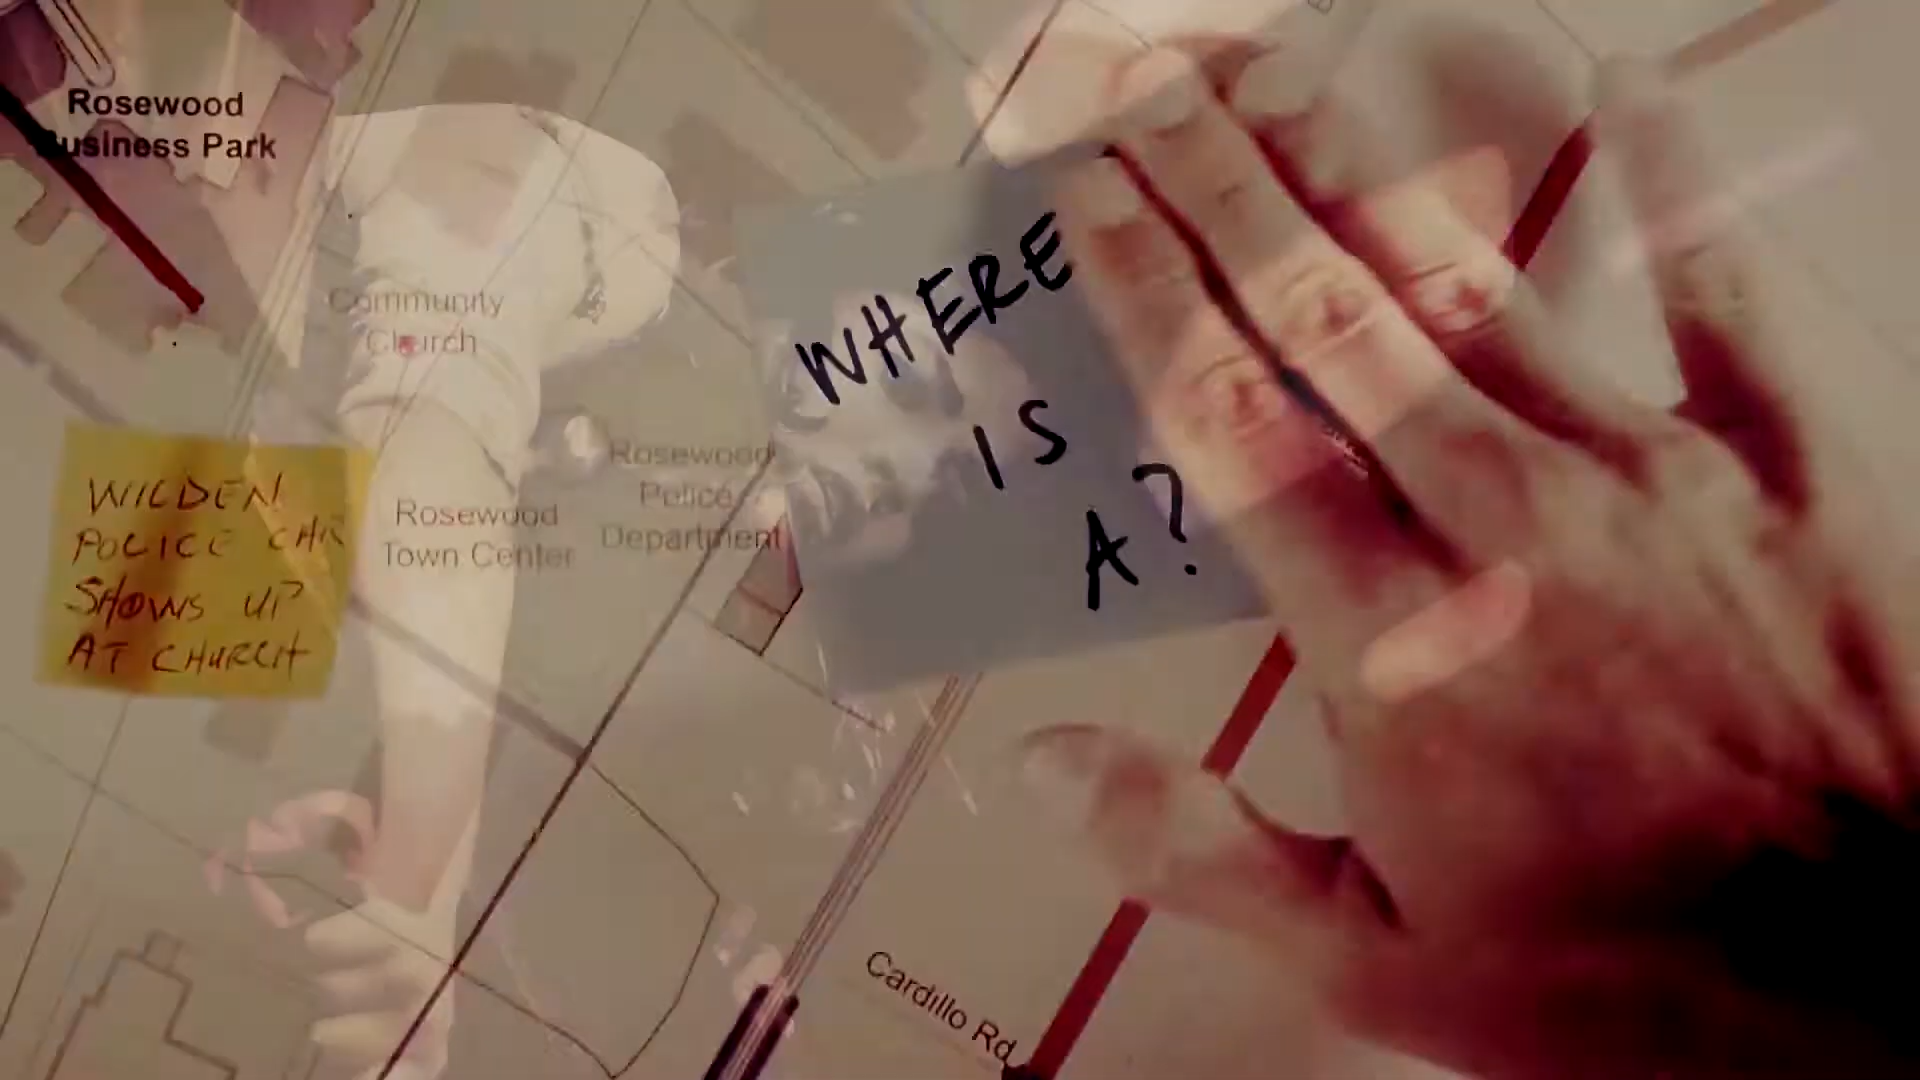 Rosewood
Business Park
Community
Church
WILDEN
POLICE CAR
SHOWS UP
AT CHURCH
Rosewood
Town Center
Rosewood
Police
Department
WHERE
IS
A?
Cardillo Rd